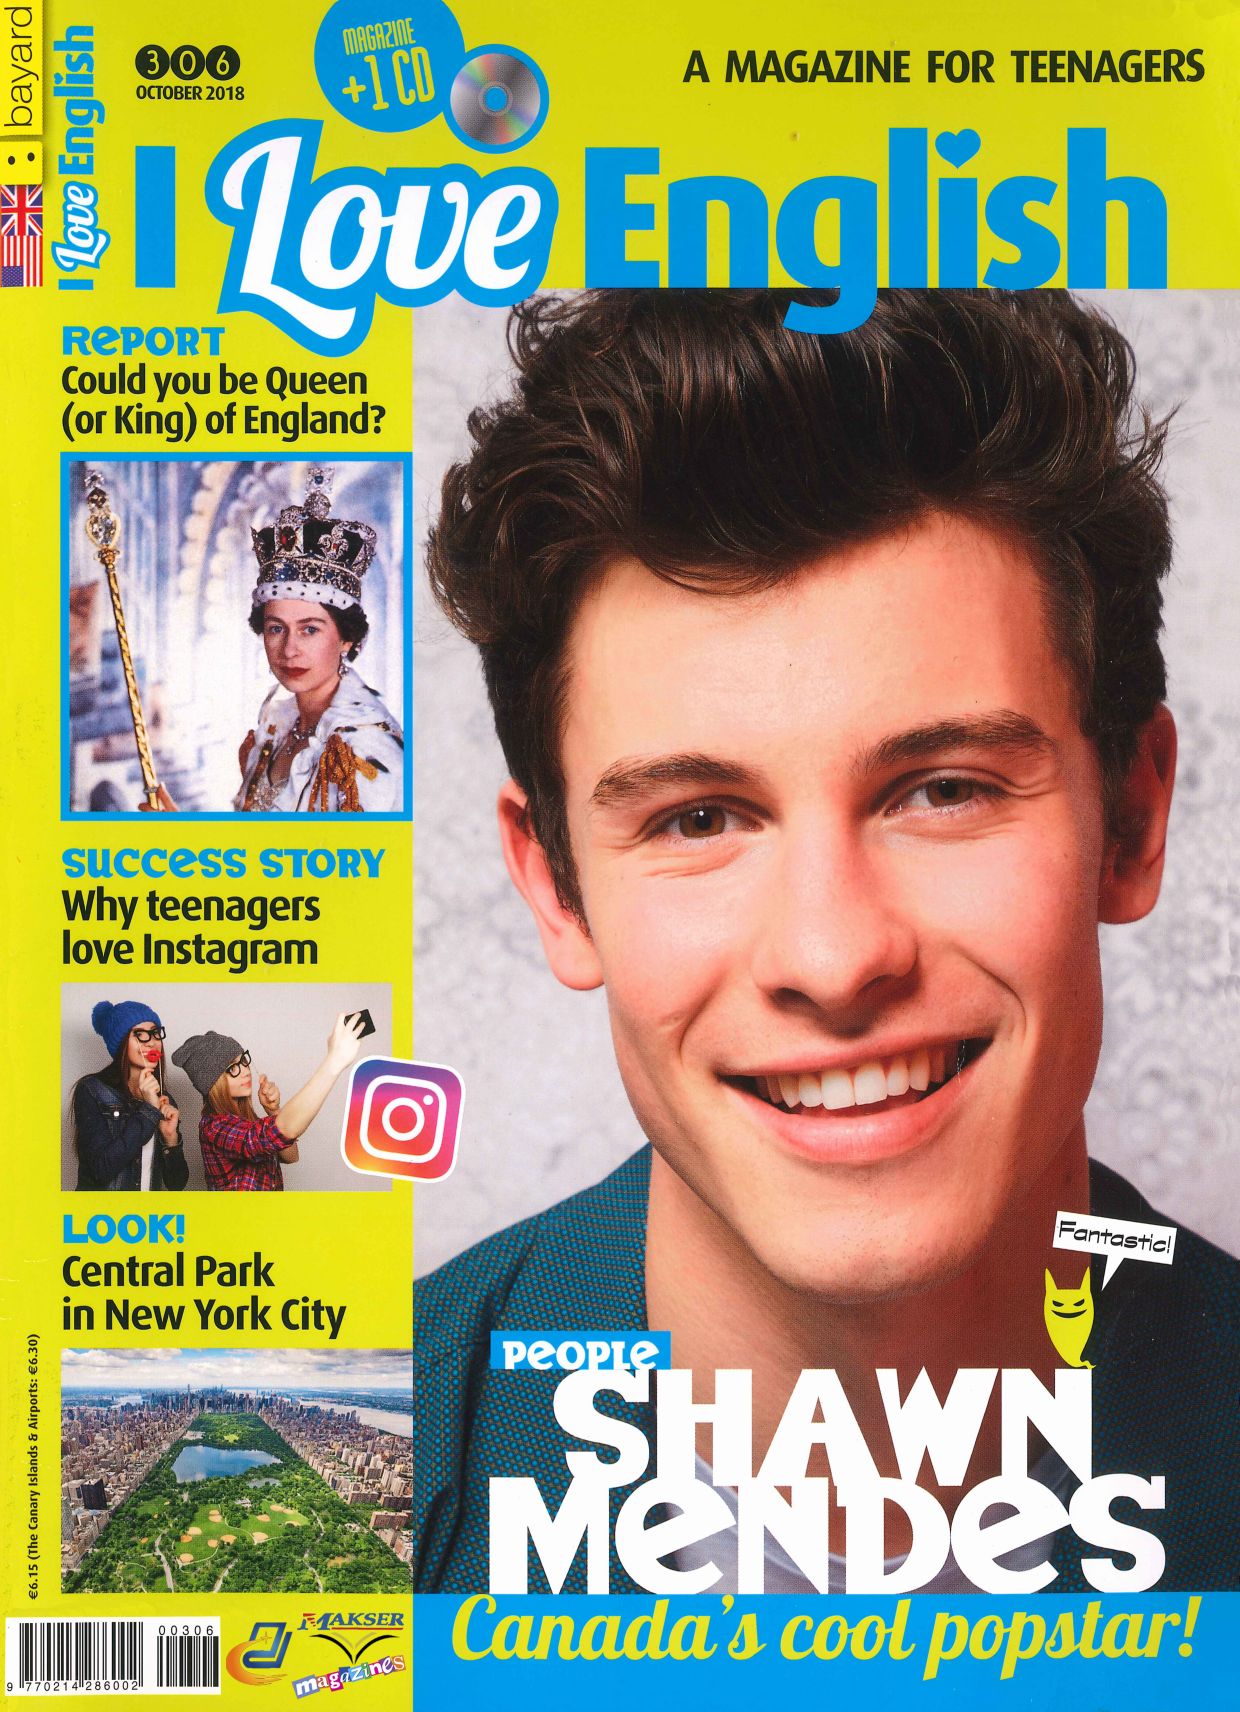 bayard
I Love English
306
OCTOBER 2018
MAGAZINE
+1 CD
A MAGAZINE FOR TEENAGERS
I Love English
REPORT
Could you be Queen
(or King) of England?
SUCCESS STORY
Why teenagers
love Instagram
LOOK!
Central Park
in New York City
€6.15 (The Canary Islands & Airports: €6.30)
Fantastic!
PEOPLE
SHAWN
MENDES
Canada's cool popstar!
00306
9 770214 286002
MAKSER
magazines